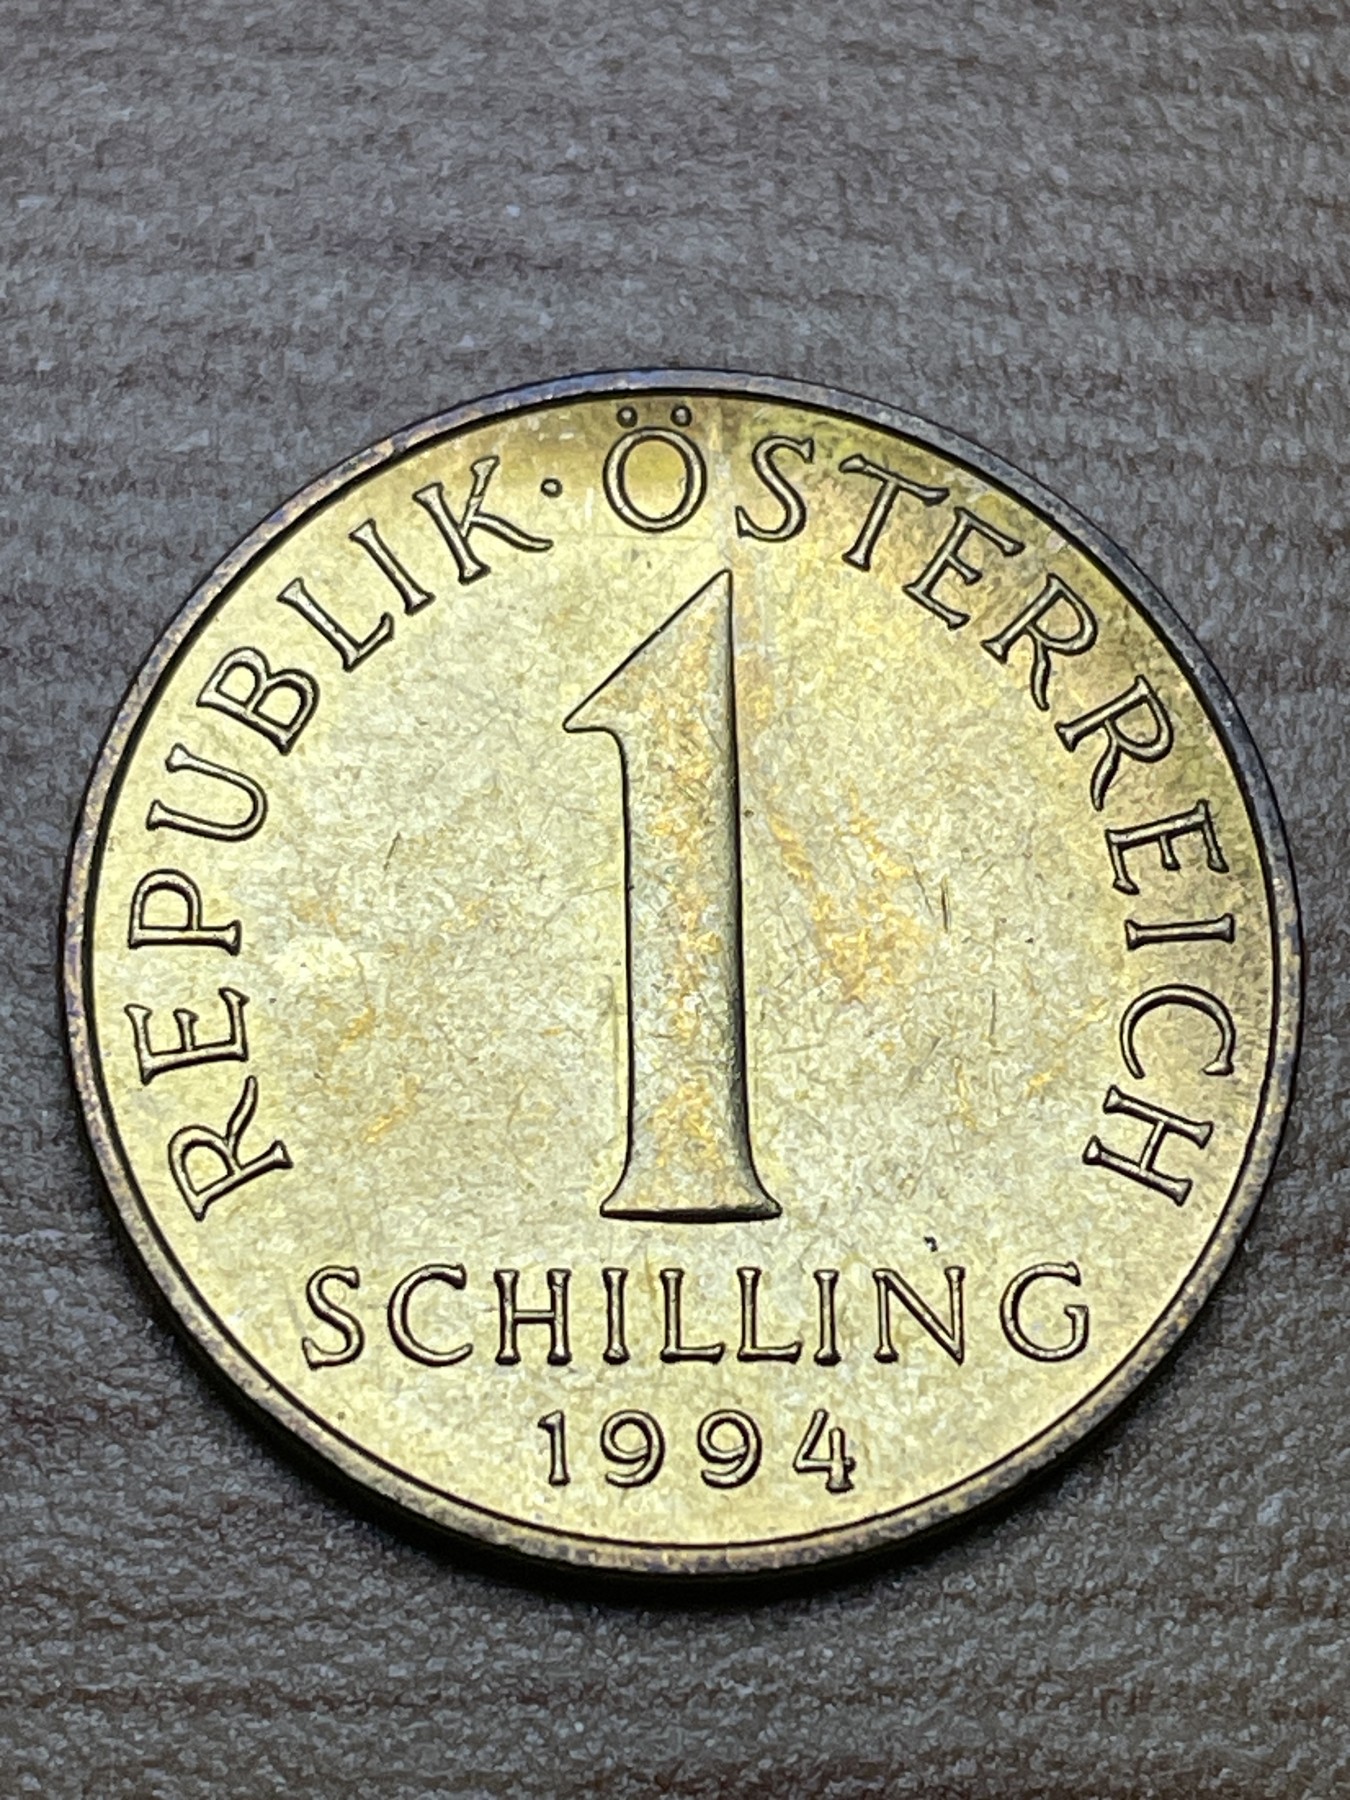 REPUBLIK · ÖSTERREICH
1
SCHILLING
1994